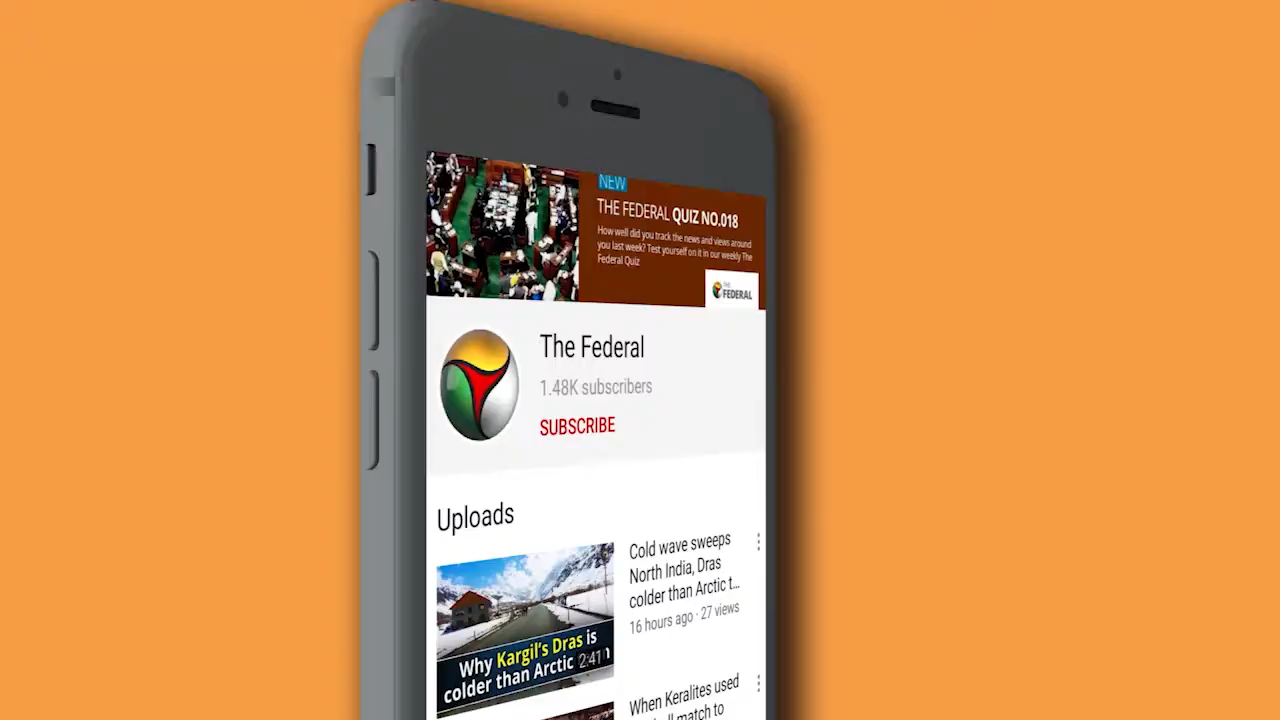 NEW
THE FEDERAL QUIZ NO.018
How well did you track the news and views around
you last week? Test yourself on it in our weekly The
Federal Quiz
THE
FEDERAL
The Federal
1.48K subscribers
SUBSCRIBE
Uploads
Cold wave sweeps
North India, Dras
colder than Arctic t...
16 hours ago · 27 views
Why Kargil's Dras is
colder than Arctic
2:41
When Keralites used
match to